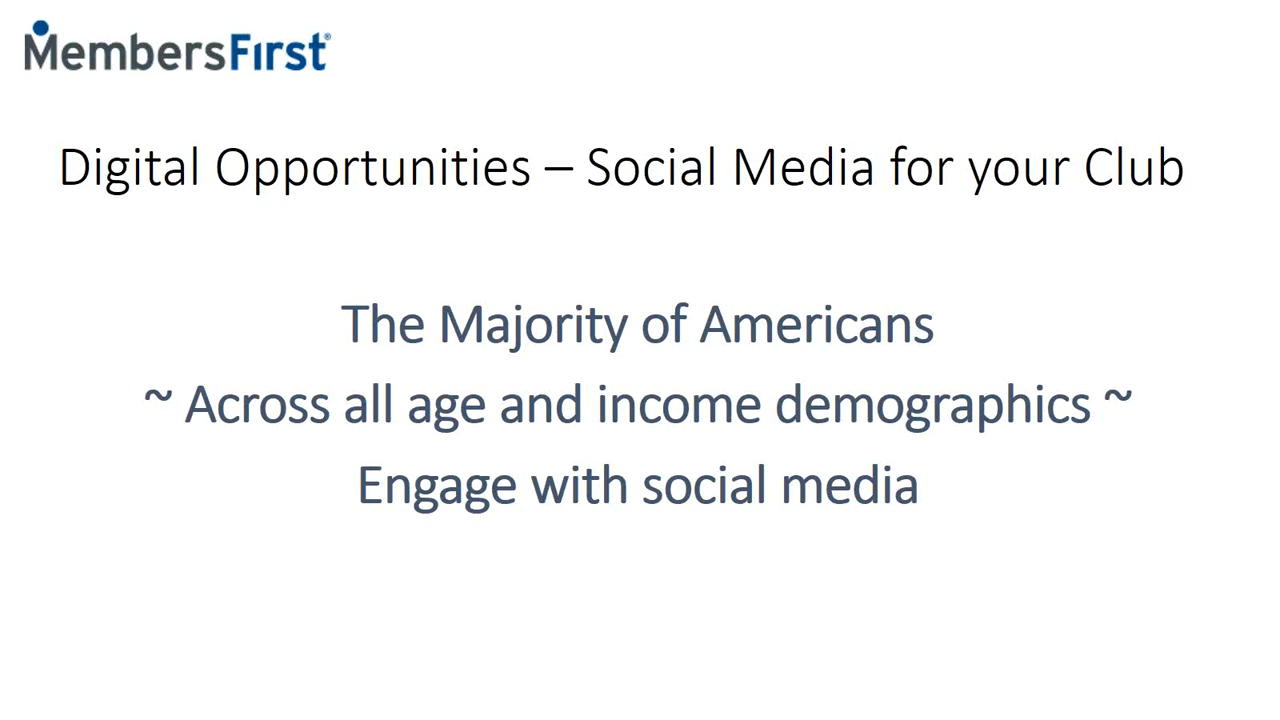 MembersFirst®
Digital Opportunities – Social Media for your Club
The Majority of Americans
~ Across all age and income demographics ~
Engage with social media